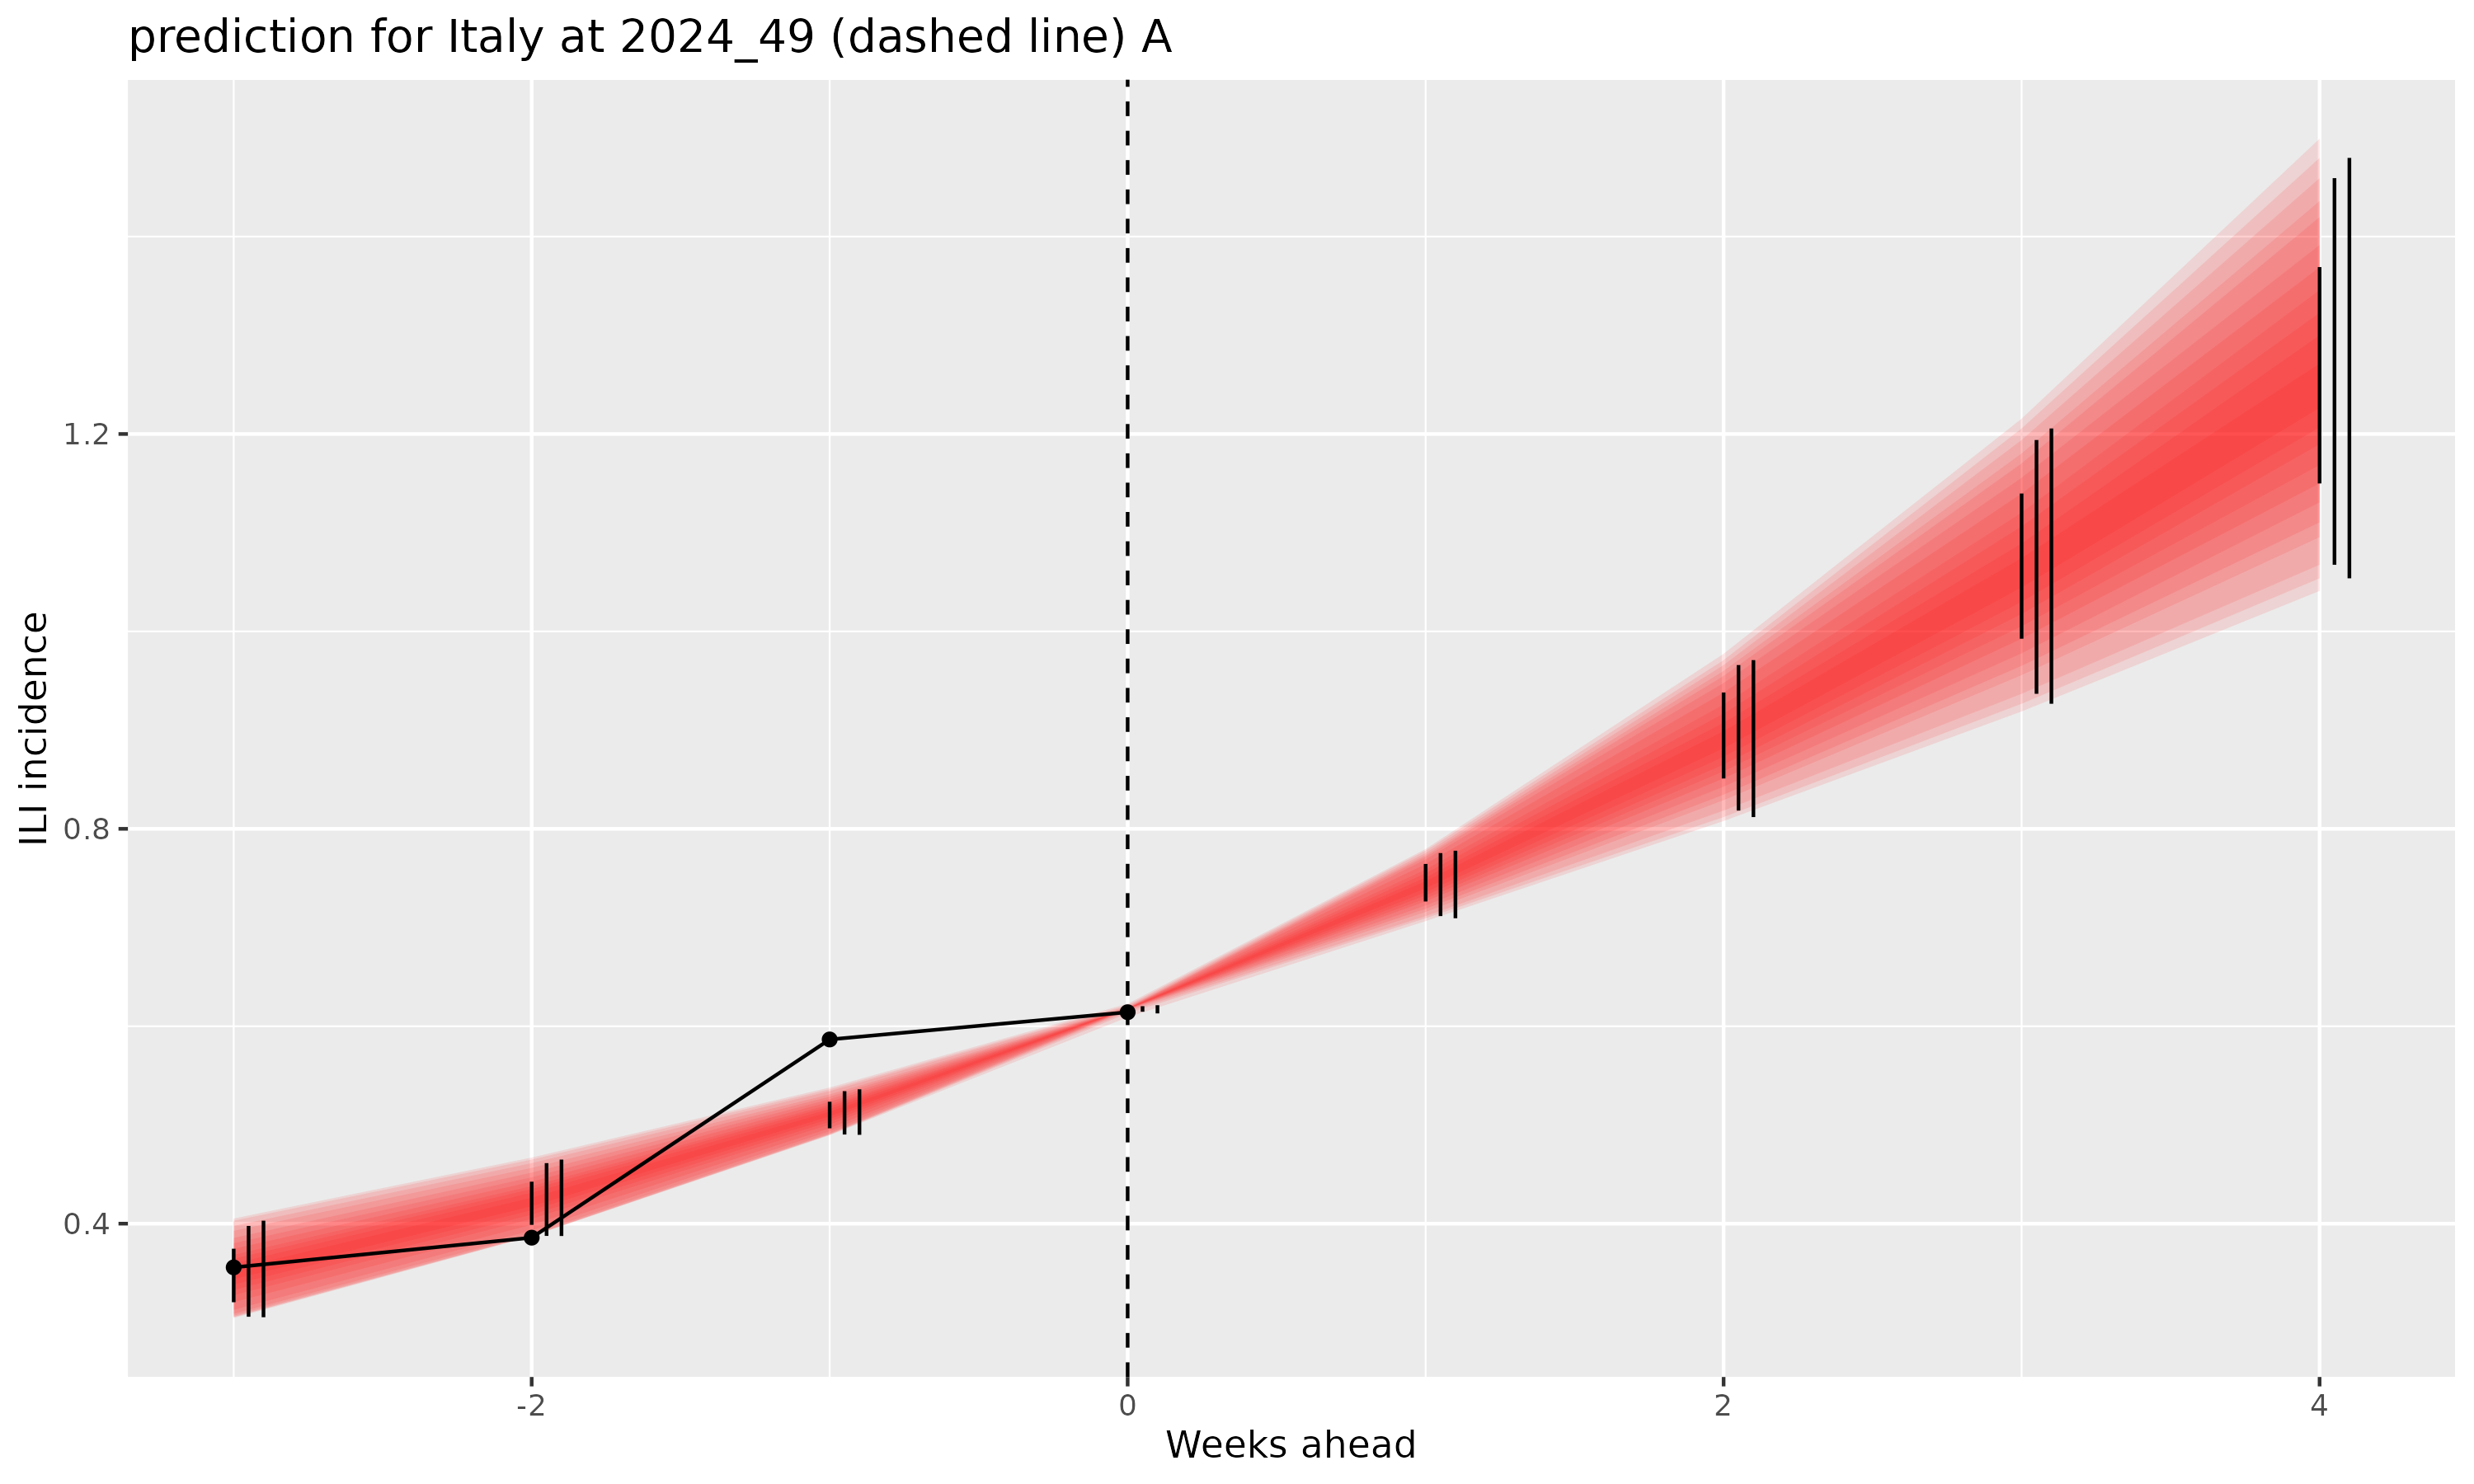 prediction for Italy at 2024_49 (dashed line) A
ILI incidence
1.2
0.8
0.4
-2 0 2 4
Weeks ahead